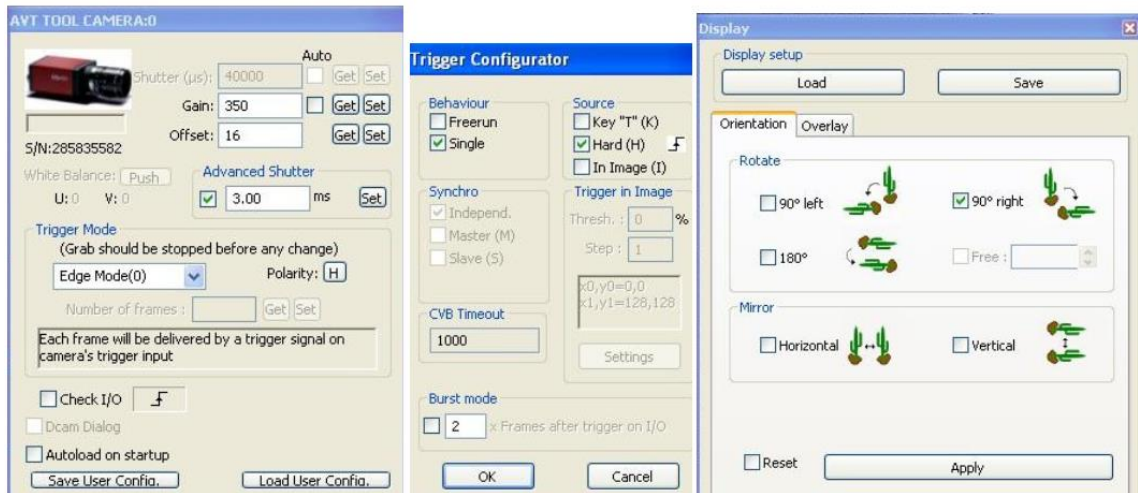 AVT TOOL CAMERA:0
Auto
Shutter (µs): 40000 Get Set
Gain: 350 Get Set
Offset: 16 Get Set
S/N:285835582
White Balance: Push
U: 0 V: 0
Advanced Shutter
3.00 ms Set
Trigger Mode
(Grab should be stopped before any change)
Edge Mode(0) Polarity: H
Number of frames : Get Set
Each frame will be delivered by a trigger signal on
camera's trigger input
Check I/O
Dcam Dialog
Autoload on startup
Save User Config. Load User Config.
Trigger Configurator
Behaviour
Freerun
Single
Source
Key "T" (K)
Hard (H)
In Image (I)
Synchro
Independ.
Master (M)
Slave (S)
Trigger in Image
Thresh. : 0 %
Step : 1
x0,y0=0,0
x1,y1=128,128
CVB Timeout
1000
Settings
Burst mode
2 x Frames after trigger on I/O
OK Cancel
Display
Display setup
Load Save
Orientation Overlay
Rotate
90° left 90° right
180° Free :
Mirror
Horizontal Vertical
Reset Apply